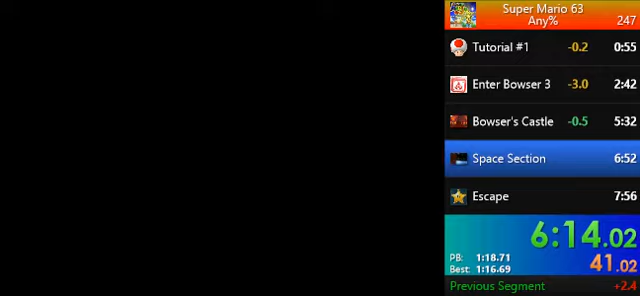 Super Mario 63
Any% 247
Tutorial #1 -0.2 0:55
Enter Bowser 3 -3.0 2:42
Bowser's Castle -0.5 5:32
Space Section 6:52
Escape 7:56
6:14.02
PB: 1:18.71
Best: 1:16.69 41.02
Previous Segment +2.4